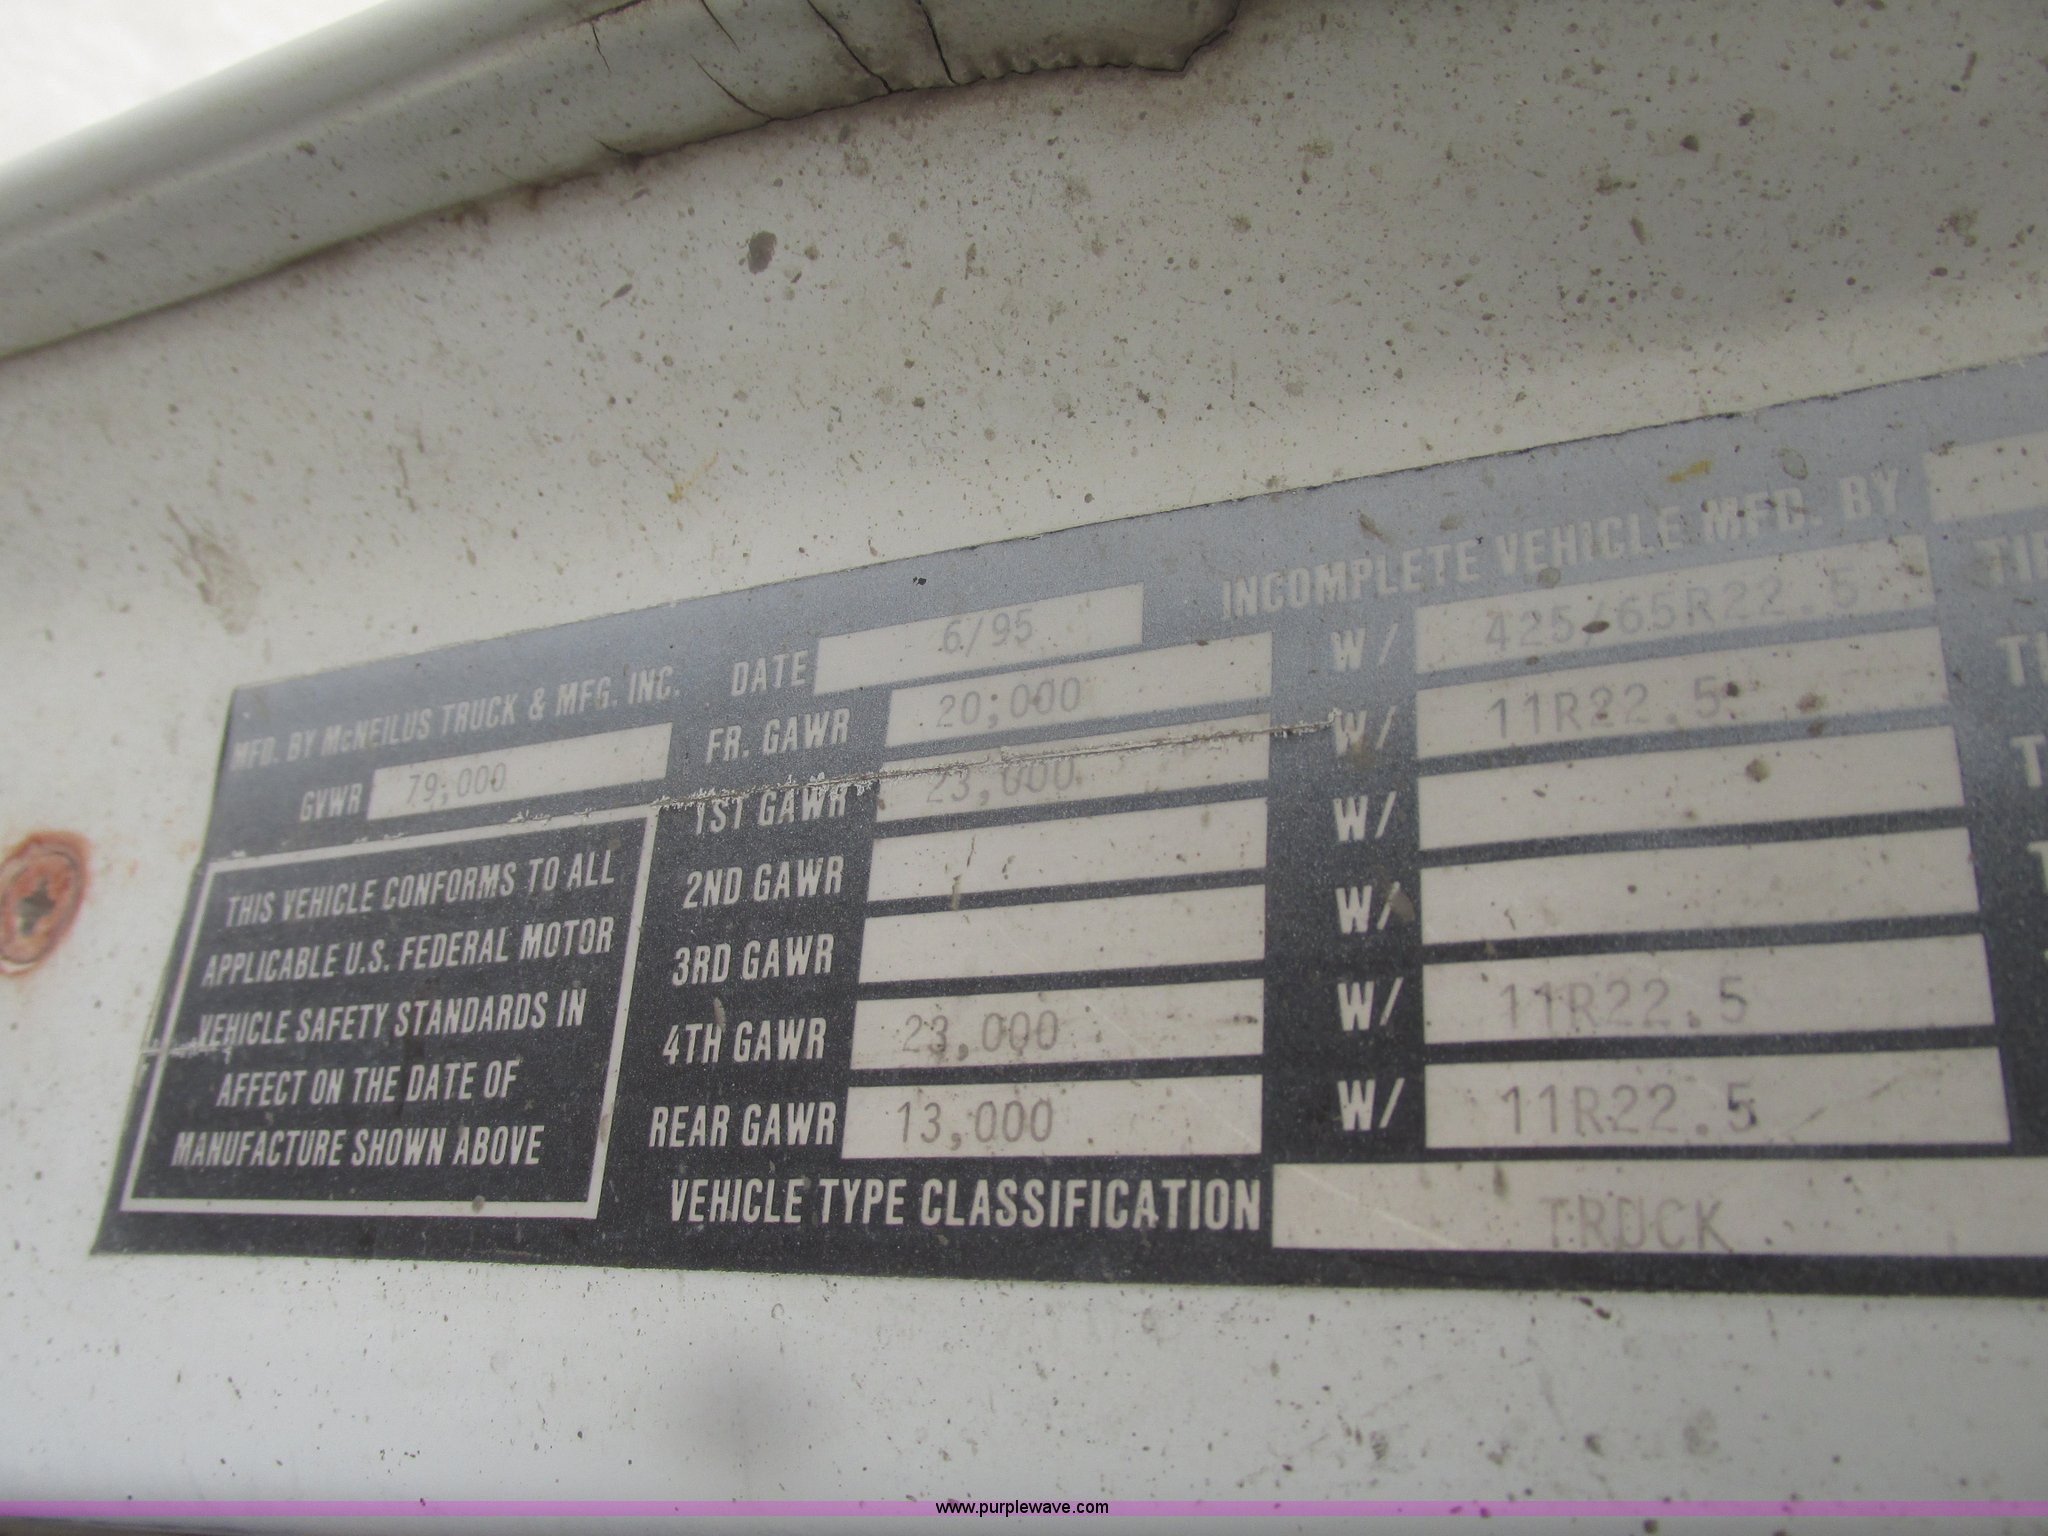 MFD. BY McNEILUS TRUCK & MFG. INC. DATE 6/95 INCOMPLETE VEHICLE MFD. BY
GVWR 79,000 FR. GAWR 20,000 W/ 425/65R22.5
1ST GAWR 23,000 W/ 11R22.5
2ND GAWR W/
3RD GAWR W/
4TH GAWR 23,000 W/ 11R22.5
REAR GAWR 13,000 W/ 11R22.5
VEHICLE TYPE CLASSIFICATION TRUCK
THIS VEHICLE CONFORMS TO ALL
APPLICABLE U.S. FEDERAL MOTOR
VEHICLE SAFETY STANDARDS IN
AFFECT ON THE DATE OF
MANUFACTURE SHOWN ABOVE
www.purplewave.com